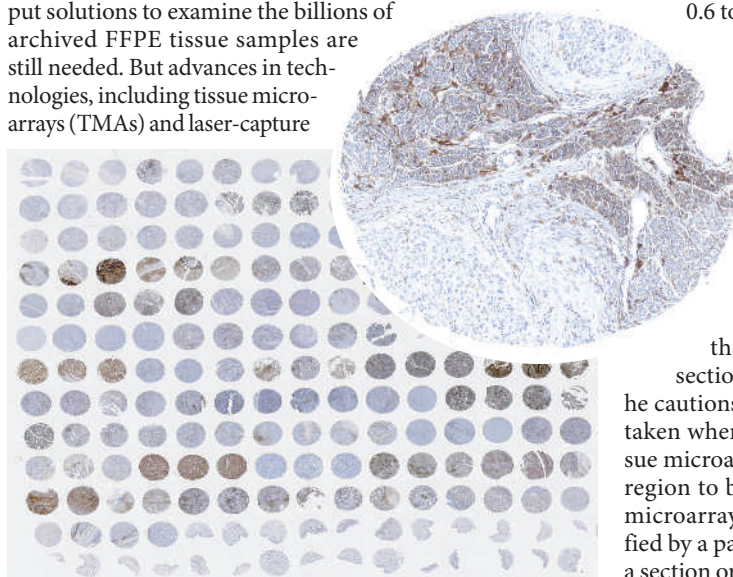 put solutions to examine the billions of
archived FFPE tissue samples are
still needed. But advances in tech-
nologies, including tissue micro-
arrays (TMAs) and laser-capture
0.6 to
sectio
he cautions
taken wher
sue microa
region to b
microarray
fied by a pa
a section or